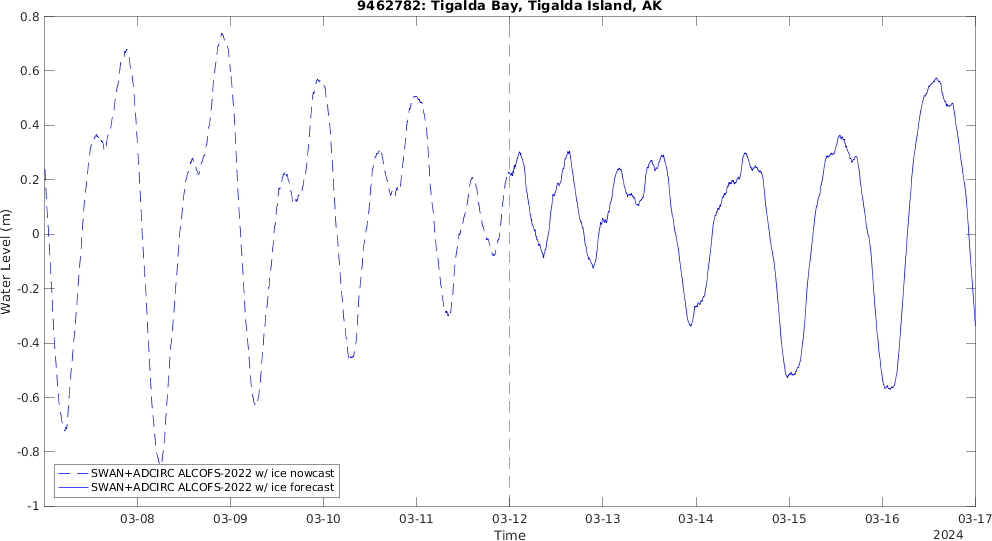 9462782: Tigalda Bay, Tigalda Island, AK
0.8
0.6
0.4
0.2
0
-0.2
-0.4
-0.6
-0.8
-1
Water Level (m)
SWAN+ADCIRC ALCOFS-2022 w/ ice nowcast
SWAN+ADCIRC ALCOFS-2022 w/ ice forecast
03-08 03-09 03-10 03-11 03-12 03-13 03-14 03-15 03-16 03-17
Time
2024